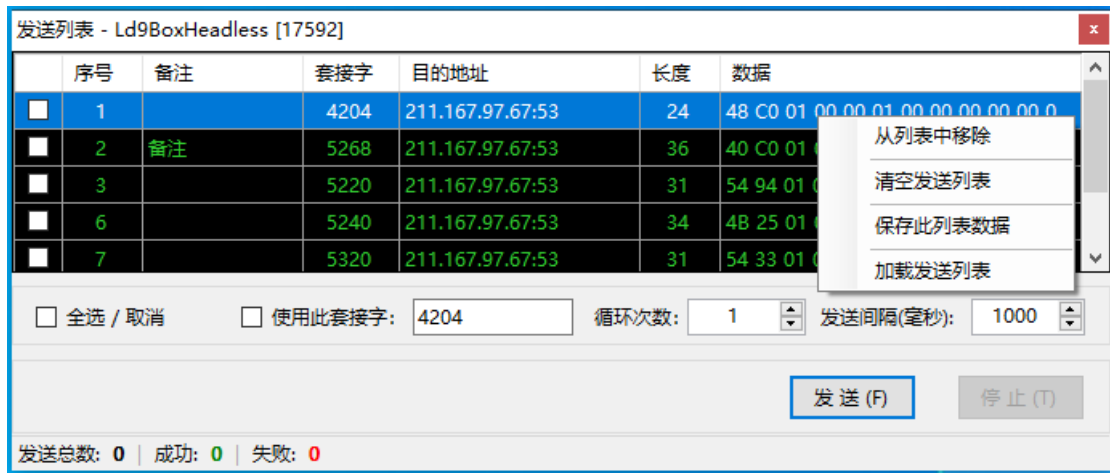 发送列表 - Ld9BoxHeadless [17592]
x
序号 备注 套接字 目的地址 长度 数据
1 4204 211.167.97.67:53 24 48 C0 01 00 00 01 00 00 00 00 00 0
2 备注 5268 211.167.97.67:53 36 40 C0 01
3 5220 211.167.97.67:53 31 54 94 01
6 5240 211.167.97.67:53 34 4B 25 01
7 5320 211.167.97.67:53 31 54 33 01
从列表中移除
清空发送列表
保存此列表数据
加载发送列表
全选 / 取消 使用此套接字: 4204 循环次数: 1 发送间隔(毫秒): 1000
发 送 (F) 停 止 (T)
发送总数: 0 | 成功: 0 | 失败: 0